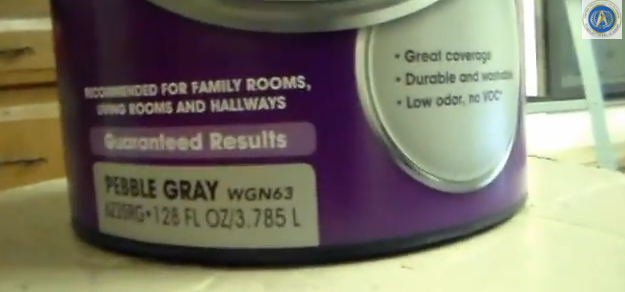 RECOMMENDED FOR FAMILY ROOMS,
LIVING ROOMS AND HALLWAYS
Guaranteed Results
PEBBLE GRAY WGN63
128 FL OZ/3.785 L
• Great coverage
• Durable and washable
• Low odor, no VOC*